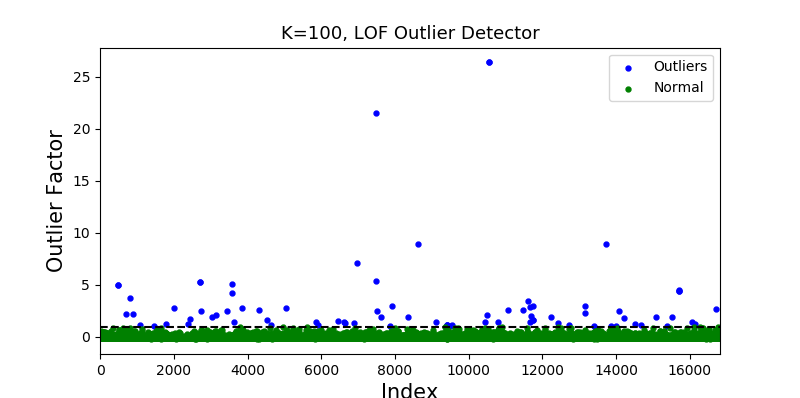 K=100, LOF Outlier Detector
Outliers
Normal
Outlier Factor
25
20
15
10
5
0
0 2000 4000 6000 8000 10000 12000 14000 16000
Index